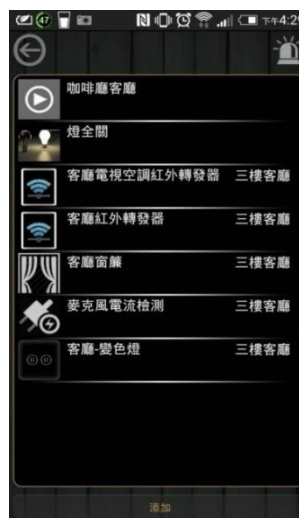 47
下午4:29
咖啡廳客廳
燈全關
客廳電視空調紅外轉發器 三樓客廳
客廳紅外轉發器 三樓客廳
客廳窗簾 三樓客廳
麥克風電流檢測 三樓客廳
客廳-變色燈 三樓客廳
添加